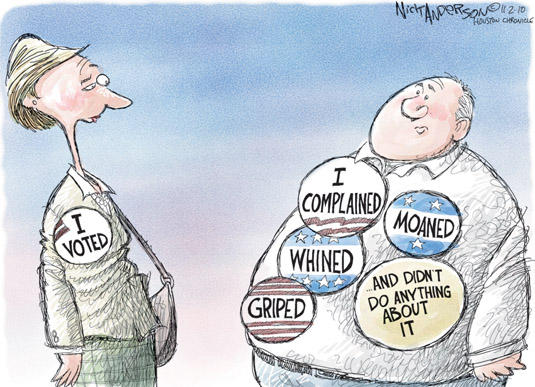 NICK ANDERSON © 11-2-10
HOUSTON CHRONICLE
I
VOTED
I
COMPLAINED
MOANED
WHINED
GRIPED
...AND DIDN'T
DO ANYTHING
ABOUT
IT